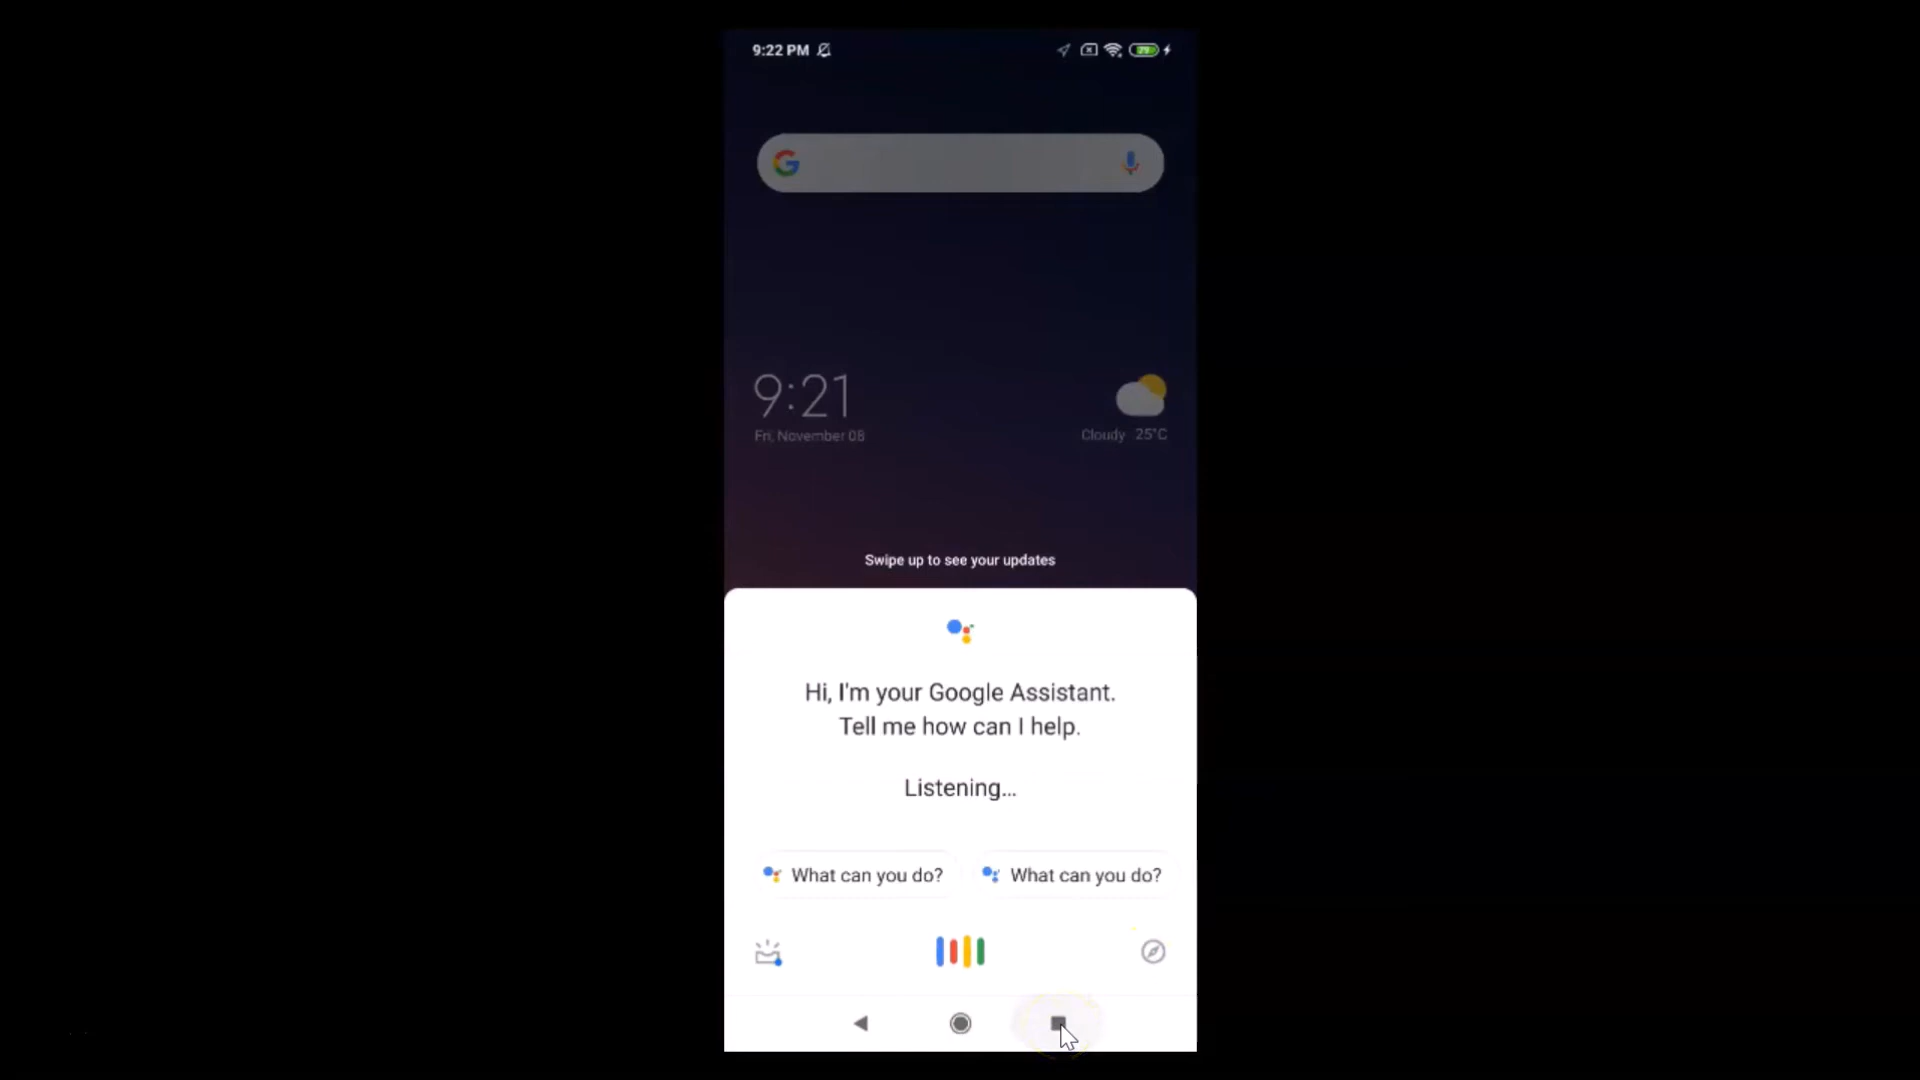 9:22 PM
29
9:21
Fri, November 08
Cloudy 25°C
Swipe up to see your updates
Hi, I'm your Google Assistant.
Tell me how can I help.
Listening...
What can you do? What can you do?